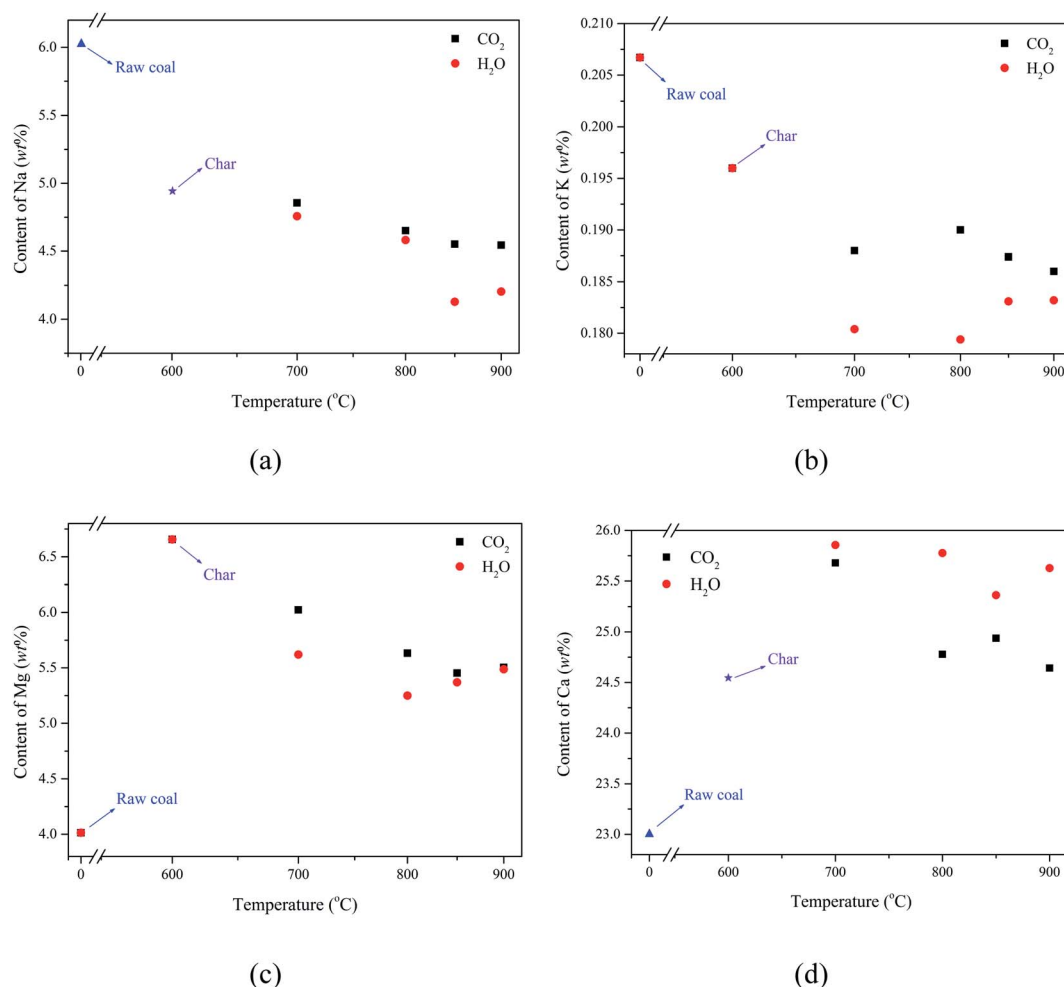 6.0
5.5
5.0
4.5
4.0
Content of Na (wt%)
CO2
H2O
Raw coal
Char
0 600 700 800 900
Temperature (°C)
(a)
0.210
0.205
0.200
0.195
0.190
0.185
0.180
Content of K (wt%)
CO2
H2O
Raw coal
Char
0 600 700 800 900
Temperature (°C)
(b)
6.5
6.0
5.5
5.0
4.5
4.0
Content of Mg (wt%)
CO2
H2O
Char
Raw coal
0 600 700 800 900
Temperature (°C)
(c)
26.0
25.5
25.0
24.5
24.0
23.5
23.0
Content of Ca (wt%)
CO2
H2O
Char
Raw coal
0 600 700 800 900
Temperature (°C)
(d)